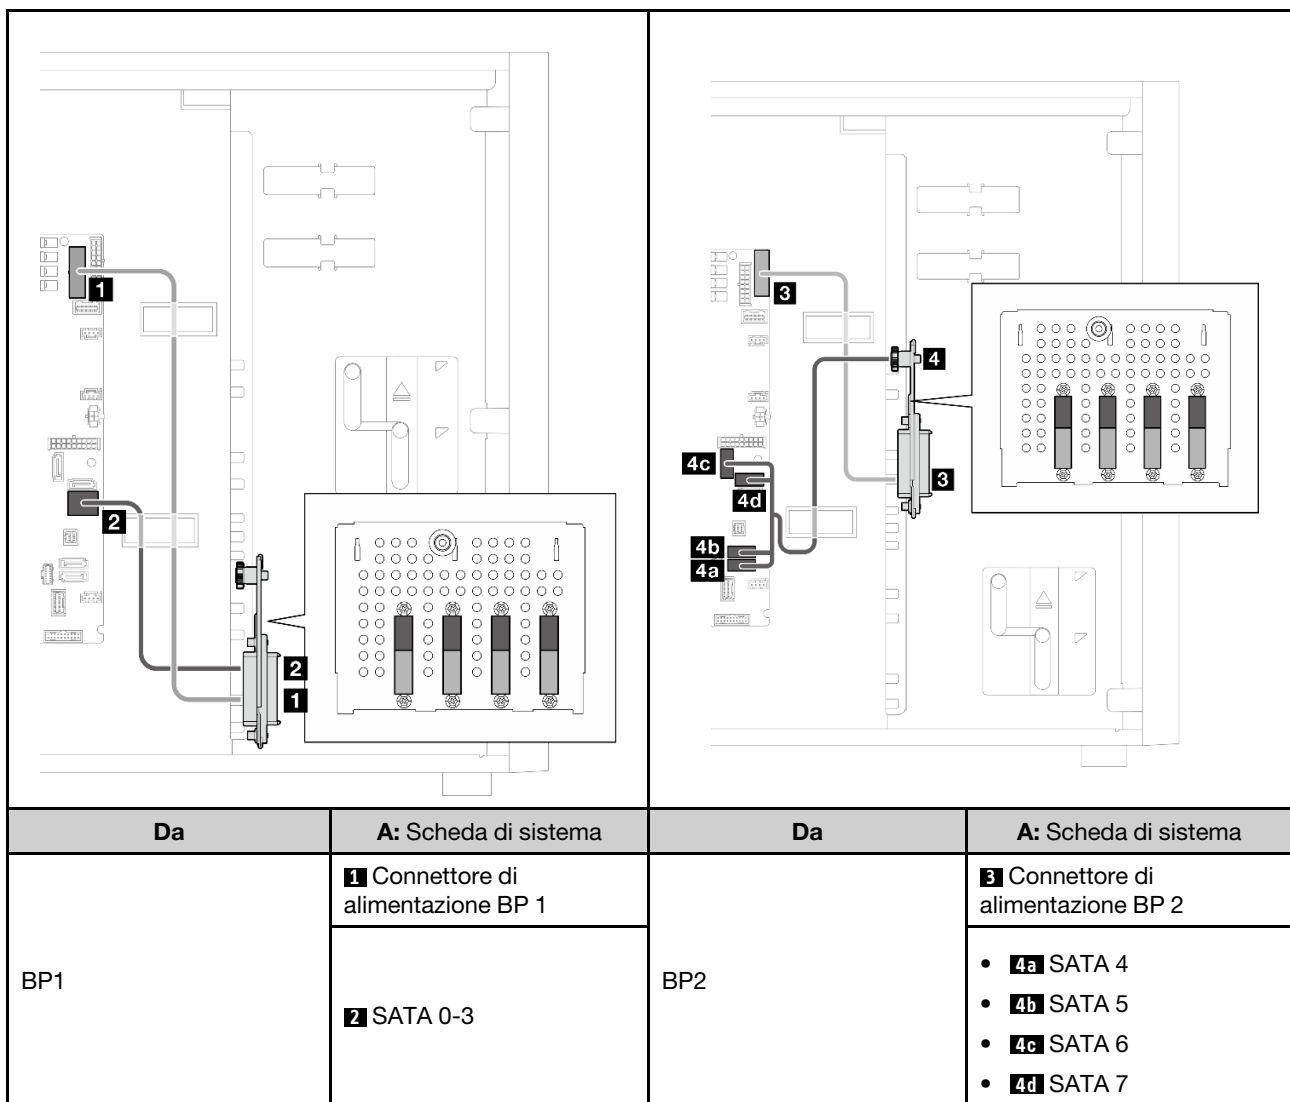 1
2
2
1
3
4
4c
4d
3
4b
4a
Da
A: Scheda di sistema
Da
A: Scheda di sistema
BP1
1 Connettore di
alimentazione BP 1
2 SATA 0-3
BP2
3 Connettore di
alimentazione BP 2
• 4a SATA 4
• 4b SATA 5
• 4c SATA 6
• 4d SATA 7